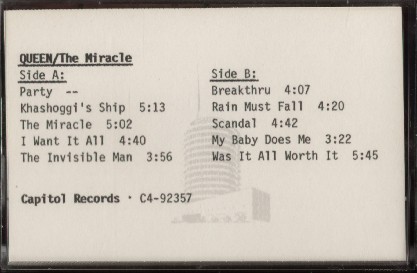 QUEEN/The Miracle
Side A:
Party --
Khashoggi's Ship 5:13
The Miracle 5:02
I Want It All 4:40
The Invisible Man 3:56
Side B:
Breakthru 4:07
Rain Must Fall 4:20
Scandal 4:42
My Baby Does Me 3:22
Was It All Worth It 5:45
Capitol Records · C4-92357